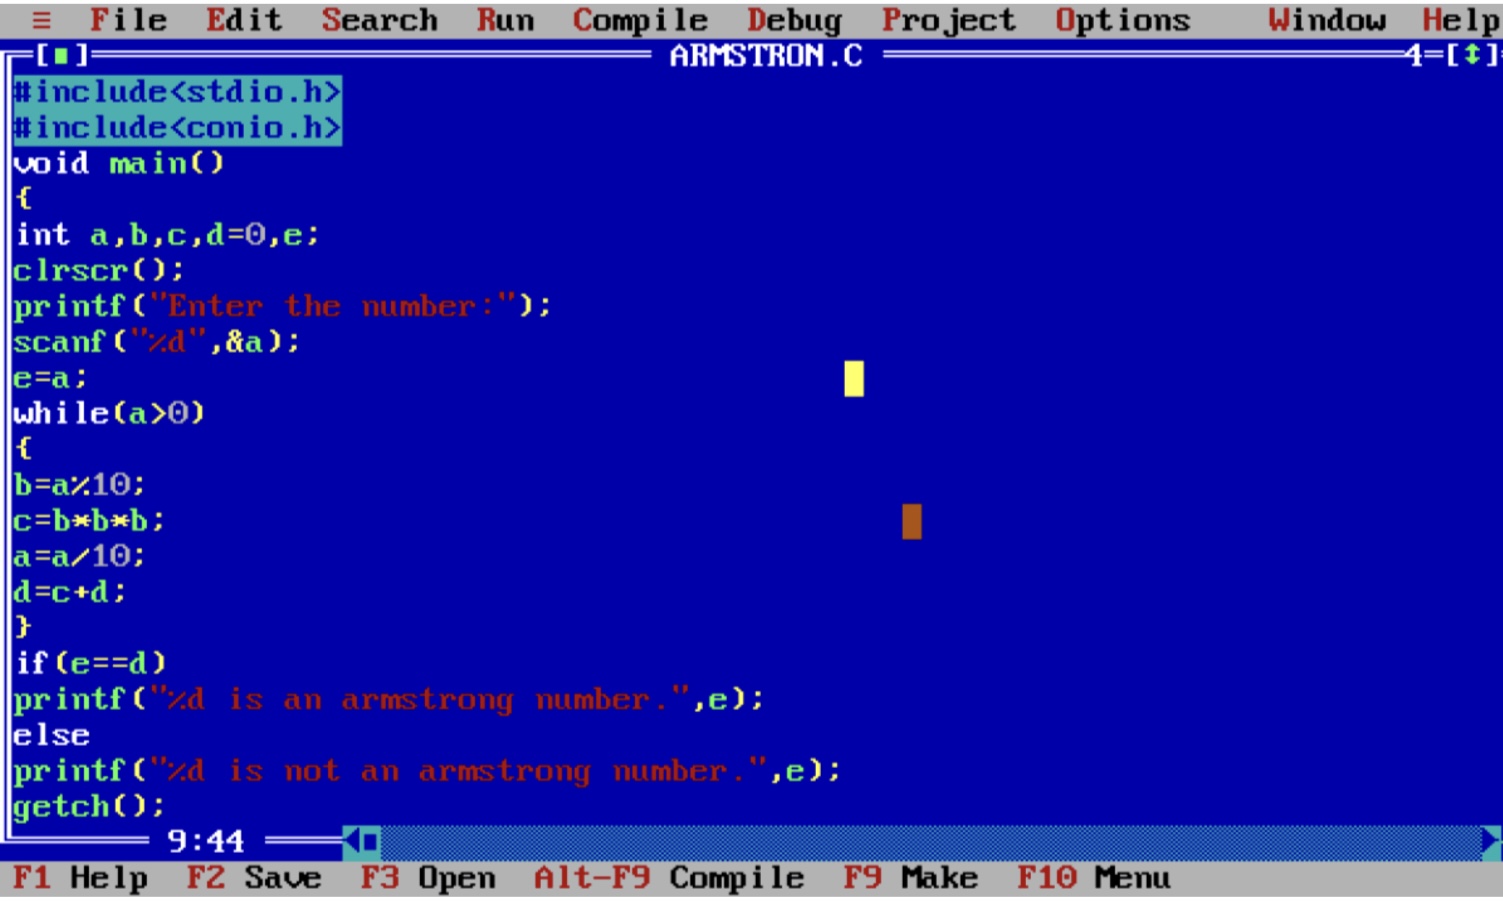 ≡ File Edit Search Run Compile Debug Project Options Window Help
[■] ARMSTRON.C 4=[↕]
#include<stdio.h>
#include<conio.h>
void main()
{
int a,b,c,d=0,e;
clrscr();
printf("Enter the number:");
scanf("%d",&a);
e=a;
while(a>0)
{
b=a%10;
c=b*b*b;
a=a/10;
d=c+d;
}
if(e==d)
printf("%d is an armstrong number.",e);
else
printf("%d is not an armstrong number.",e);
getch();
9:44
F1 Help F2 Save F3 Open Alt-F9 Compile F9 Make F10 Menu